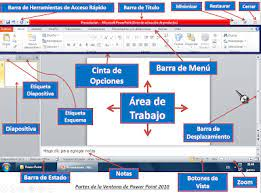 Barra de Herramientas de Acceso Rápido
Barra de Título
Minimizar
Restaurar
Cerrar
Cinta de
Opciones
Barra de Menú
Etiqueta
Diapositiva
Etiqueta
Esquema
Área de
Trabajo
Diapositiva
Barra de
Desplazamiento
Notas
Barra de Estado
Botones de
Vista
Zoom
Partes de la Ventana de Power Point 2010